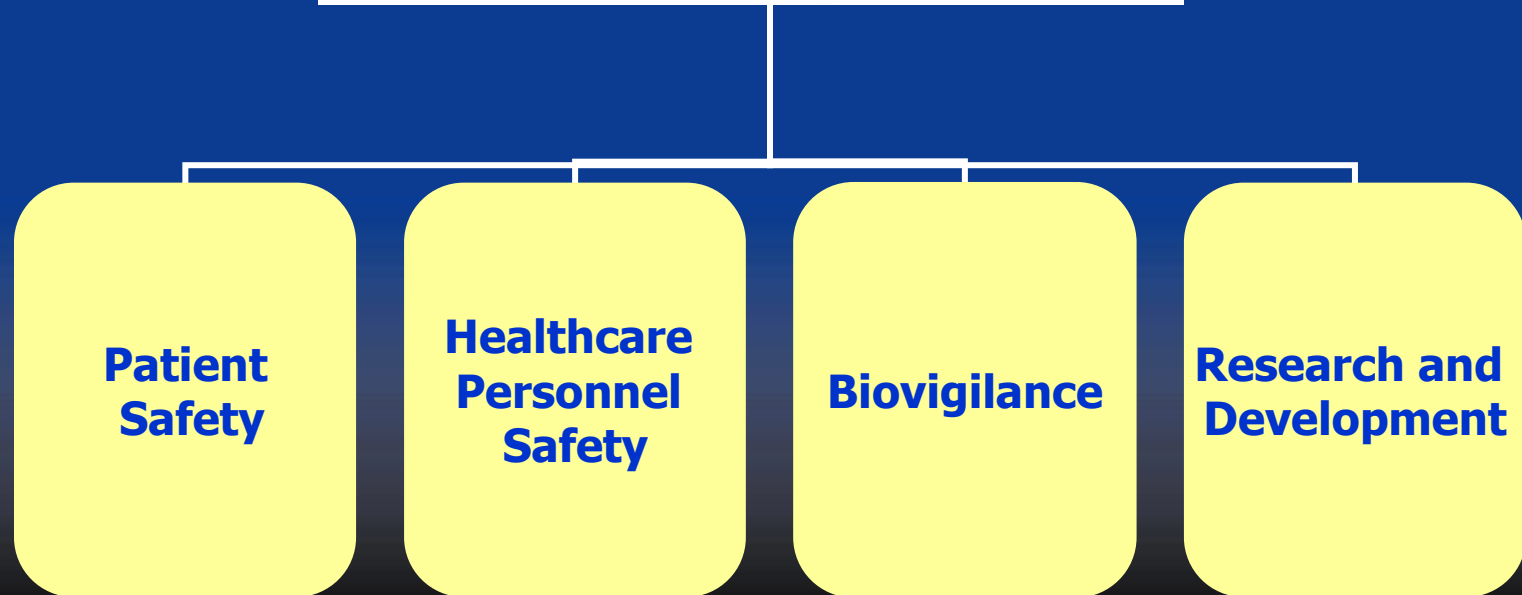 Patient
Safety
Healthcare
Personnel
Safety
Biovigilance
Research and
Development